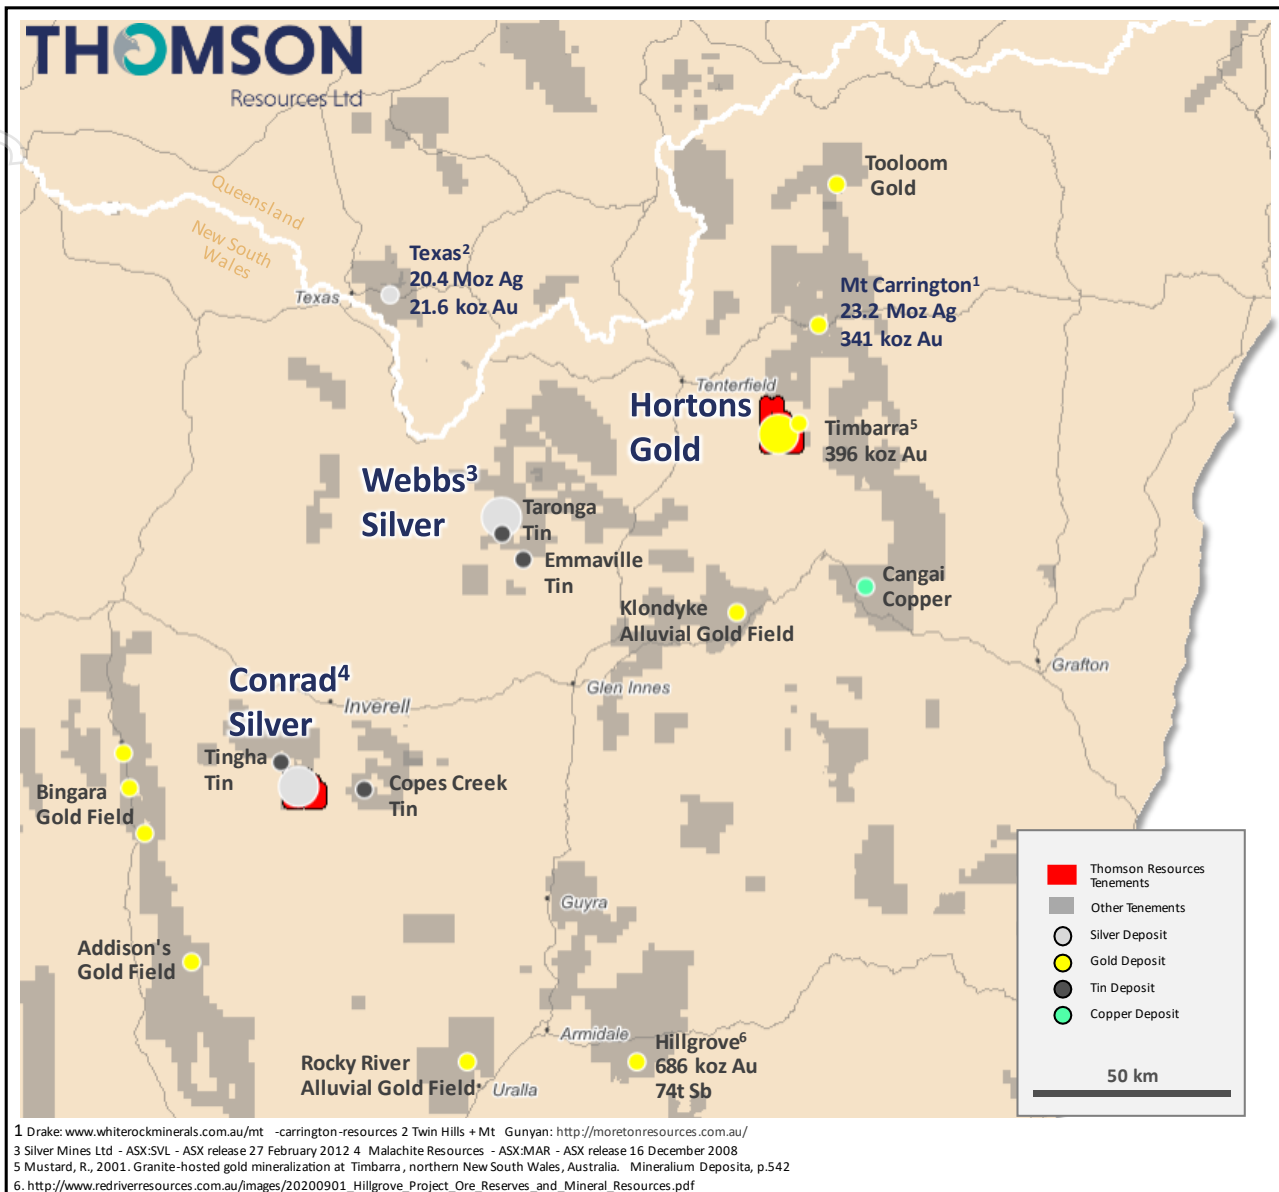 THOMSON
Resources Ltd
Queensland
New South
Wales
Tooloom
Gold
Texas²
20.4 Moz Ag
21.6 koz Au
Texas
Mt Carrington¹
23.2 Moz Ag
341 koz Au
Tenterfield
Hortons
Gold
Timbarra⁵
396 koz Au
Webbs³
Silver
Taronga
Tin
Emmaville
Tin
Cangai
Copper
Klondyke
Alluvial Gold Field
Grafton
Glen Innes
Conrad⁴
Silver
Inverell
Tingha
Tin
Copes Creek
Tin
Bingara
Gold Field
Guyra
Addison's
Gold Field
Armidale
Hillgrove⁶
686 koz Au
74t Sb
Rocky River
Alluvial Gold Field
Uralla
Thomson Resources
Tenements
Other Tenements
Silver Deposit
Gold Deposit
Tin Deposit
Copper Deposit
50 km
1 Drake: www.whiterockminerals.com.au/mt -carrington-resources 2 Twin Hills + Mt Gunyan: http://moretonresources.com.au/
3 Silver Mines Ltd - ASX:SVL - ASX release 27 February 2012 4 Malachite Resources - ASX:MAR - ASX release 16 December 2008
5 Mustard, R., 2001. Granite-hosted gold mineralization at Timbarra, northern New South Wales, Australia. Mineralium Deposita, p.542
6. http://www.redriverresources.com.au/images/20200901_Hillgrove_Project_Ore_Reserves_and_Mineral_Resources.pdf